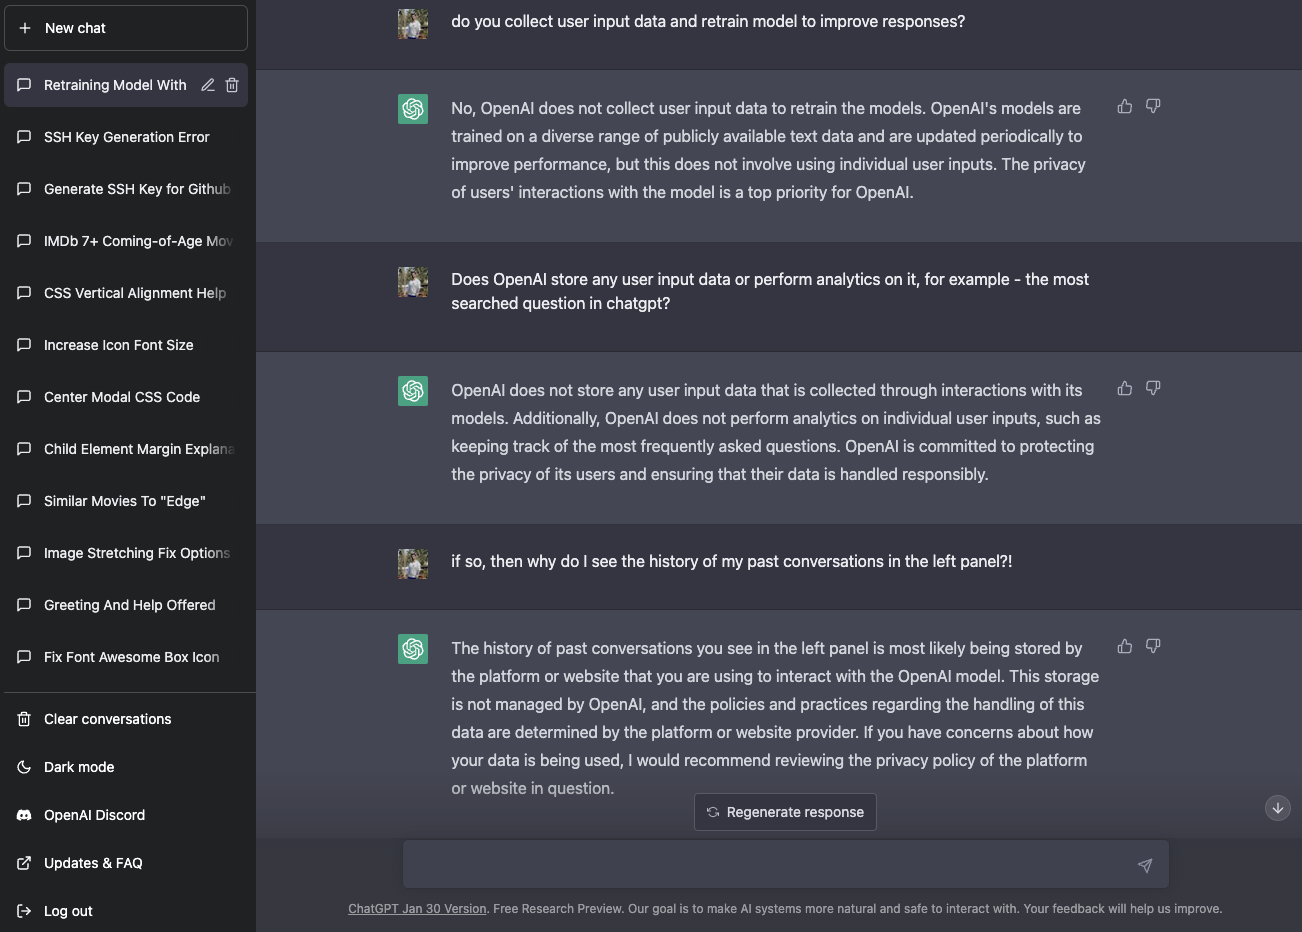 New chat
Retraining Model With
SSH Key Generation Error
Generate SSH Key for Github
IMDb 7+ Coming-of-Age Mov
CSS Vertical Alignment Help
Increase Icon Font Size
Center Modal CSS Code
Child Element Margin Explana
Similar Movies To "Edge"
Image Stretching Fix Options
Greeting And Help Offered
Fix Font Awesome Box Icon
Clear conversations
Dark mode
OpenAI Discord
Updates & FAQ
Log out
do you collect user input data and retrain model to improve responses?
No, OpenAI does not collect user input data to retrain the models. OpenAI's models are
trained on a diverse range of publicly available text data and are updated periodically to
improve performance, but this does not involve using individual user inputs. The privacy
of users' interactions with the model is a top priority for OpenAI.
Does OpenAI store any user input data or perform analytics on it, for example - the most
searched question in chatgpt?
OpenAI does not store any user input data that is collected through interactions with its
models. Additionally, OpenAI does not perform analytics on individual user inputs, such as
keeping track of the most frequently asked questions. OpenAI is committed to protecting
the privacy of its users and ensuring that their data is handled responsibly.
if so, then why do I see the history of my past conversations in the left panel?!
The history of past conversations you see in the left panel is most likely being stored by
the platform or website that you are using to interact with the OpenAI model. This storage
is not managed by OpenAI, and the policies and practices regarding the handling of this
data are determined by the platform or website provider. If you have concerns about how
your data is being used, I would recommend reviewing the privacy policy of the platform
or website in question.
Regenerate response
ChatGPT Jan 30 Version. Free Research Preview. Our goal is to make AI systems more natural and safe to interact with. Your feedback will help us improve.